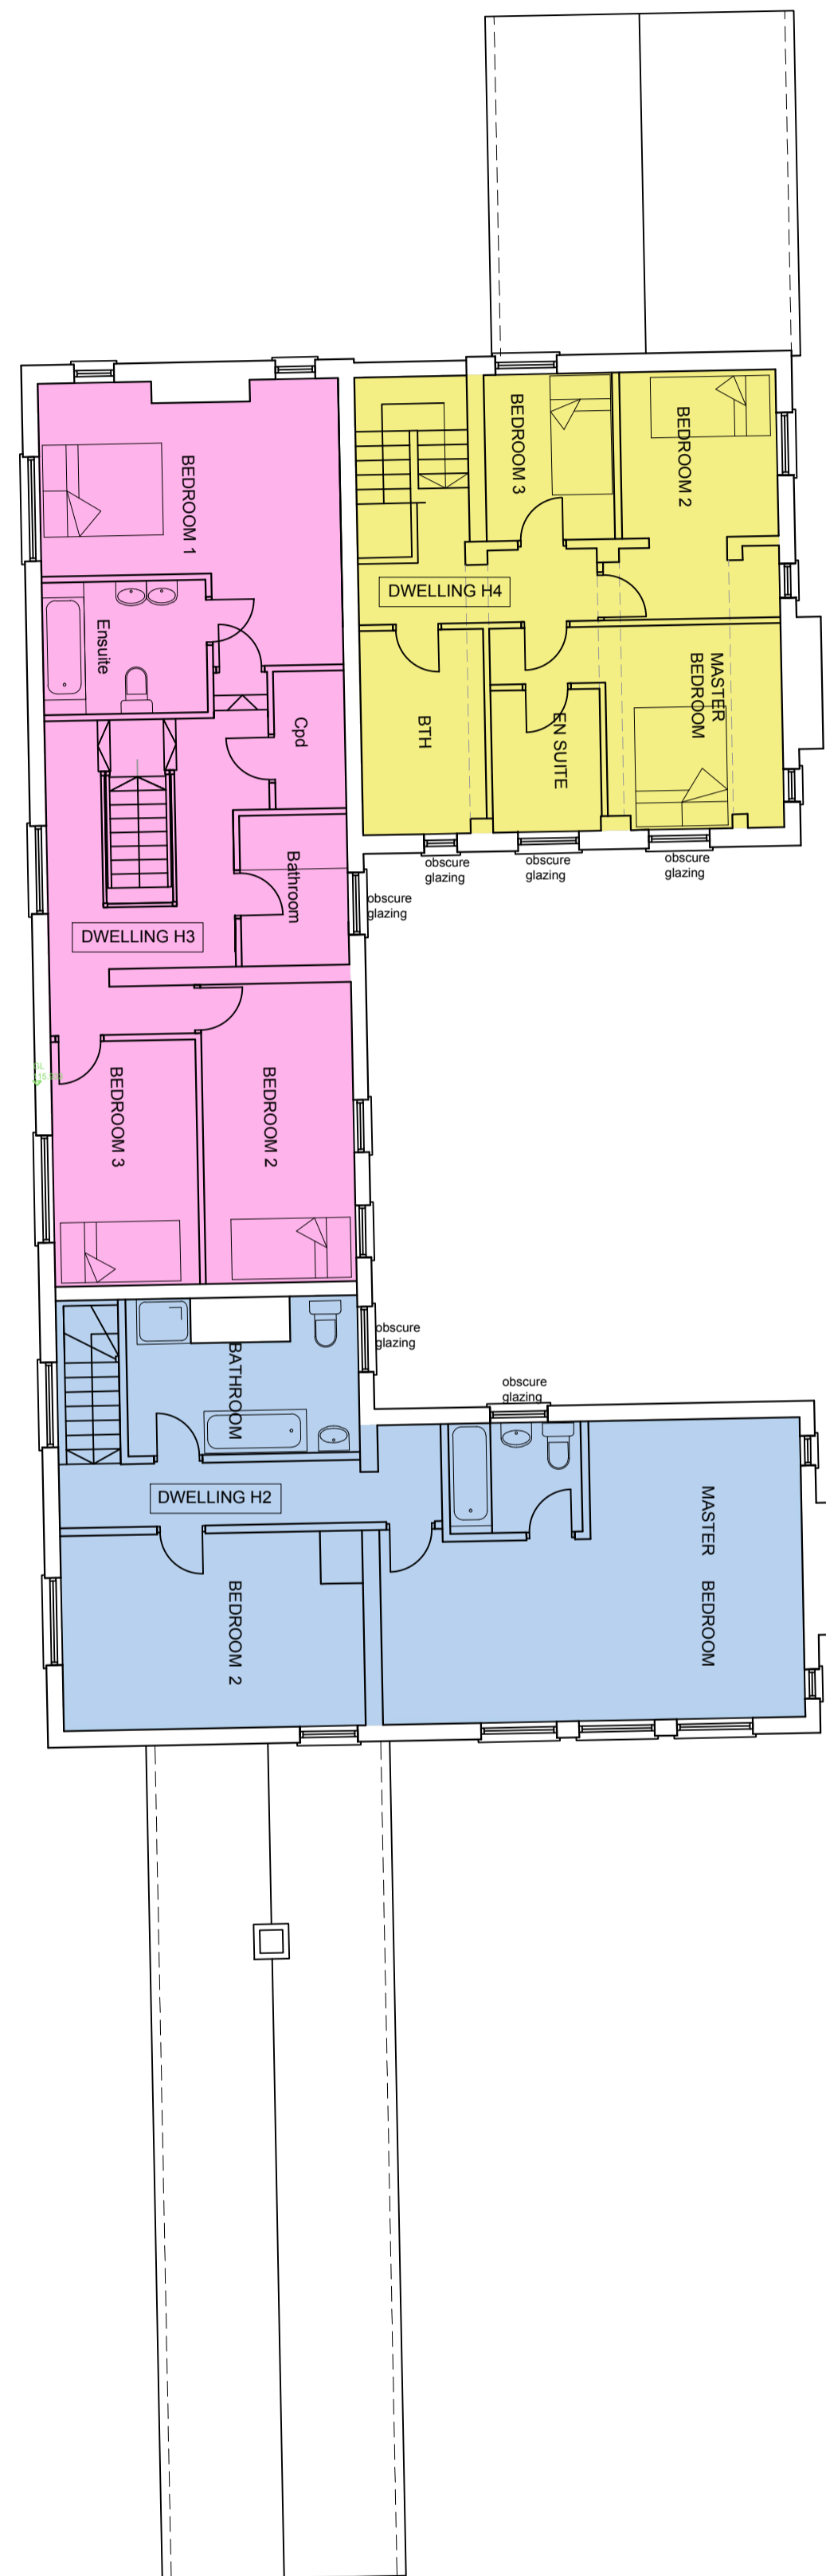 BEDROOM 3
BEDROOM 2
BEDROOM 1
DWELLING H4
Ensuite
MASTER
BEDROOM
Cpd
BTH
EN SUITE
obscure
glazing
obscure
glazing
obscure
glazing
Bathroom
obscure
glazing
DWELLING H3
BEDROOM 3
BEDROOM 2
obscure
glazing
BATHROOM
obscure
glazing
DWELLING H2
MASTER BEDROOM
BEDROOM 2